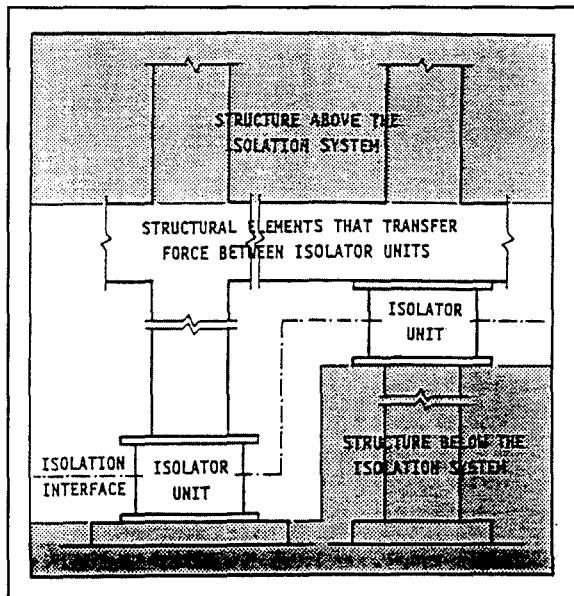 STRUCTURE ABOVE THE
ISOLATION SYSTEM
STRUCTURAL ELEMENTS THAT TRANSFER
FORCE BETWEEN ISOLATOR UNITS
ISOLATOR
UNIT
STRUCTURE BELOW THE
ISOLATION SYSTEM
ISOLATION
INTERFACE
ISOLATOR
UNIT